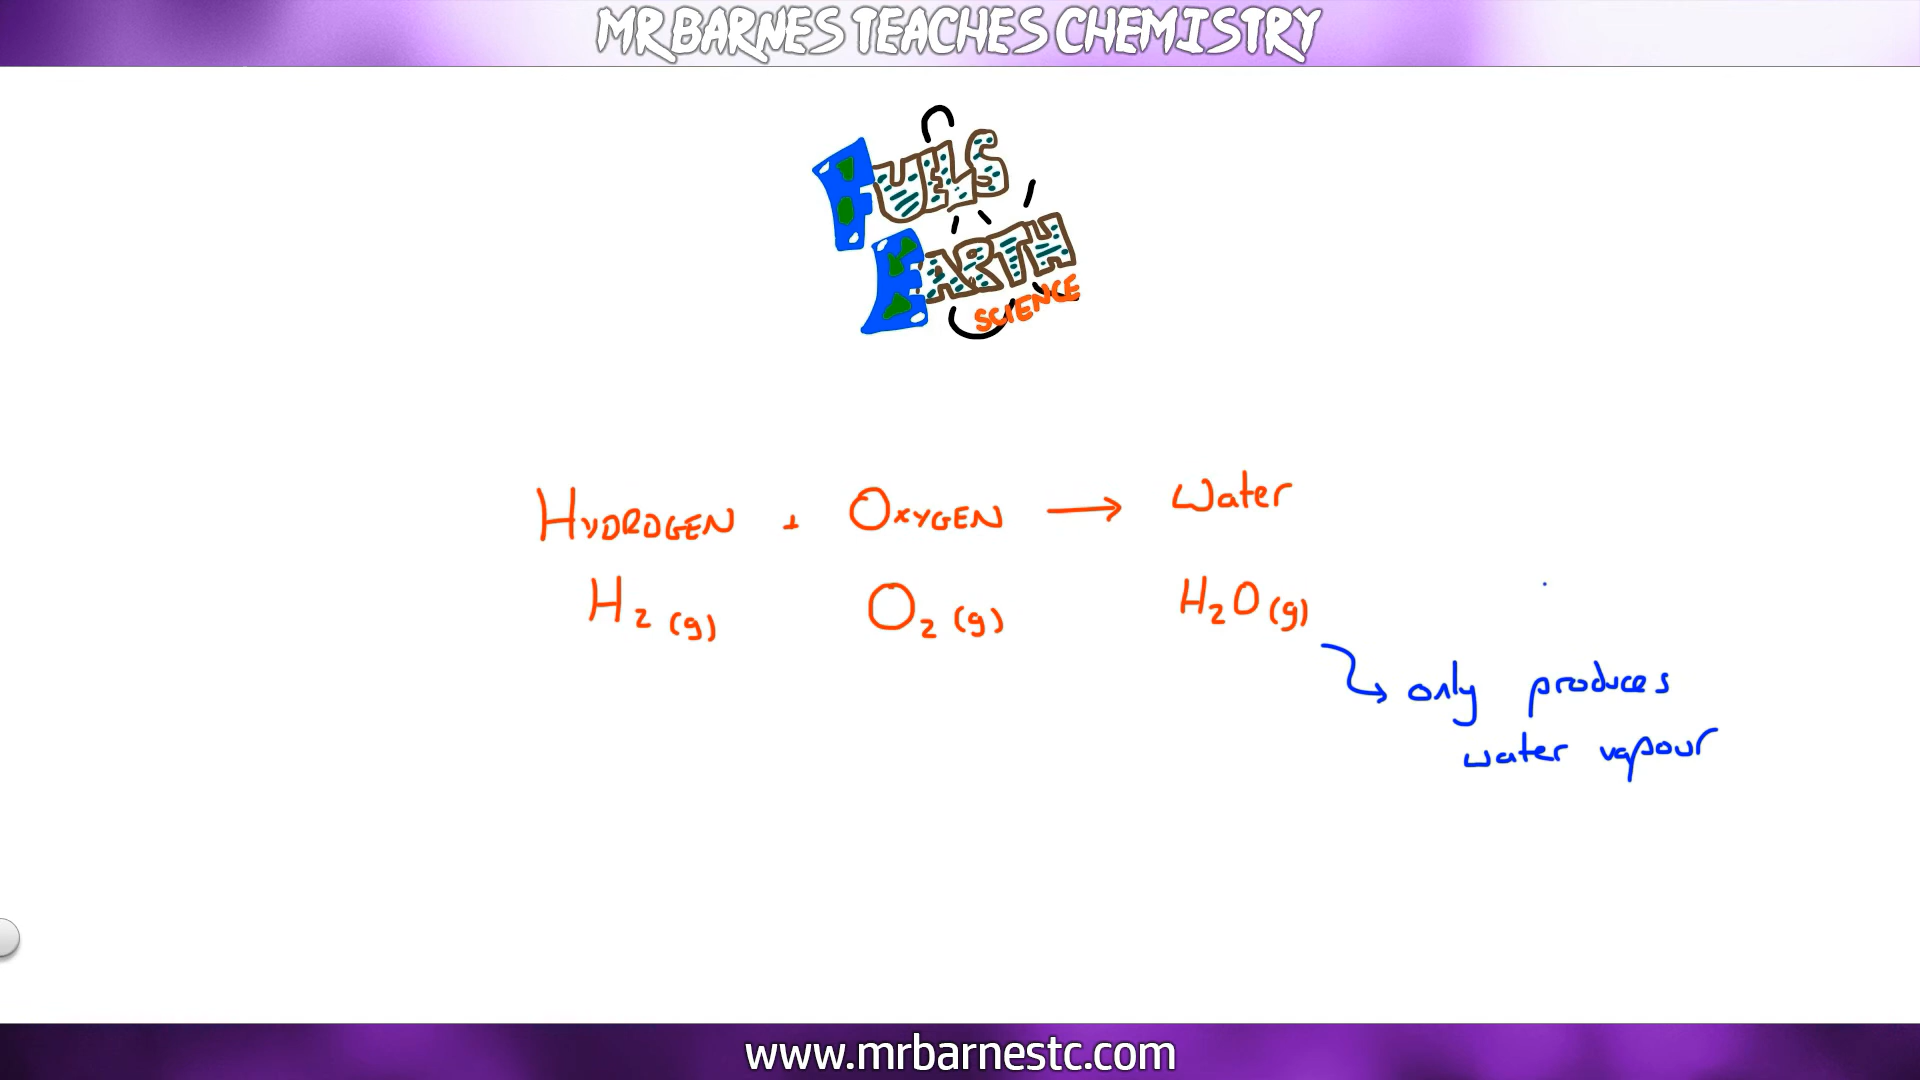 MR BARNES TEACHES CHEMISTRY
FUELS
EARTH
SCIENCE
HYDROGEN + OXYGEN → Water
H₂ (g) O₂ (g) H₂O (g)
only produces
water vapour
www.mrbarnestc.com